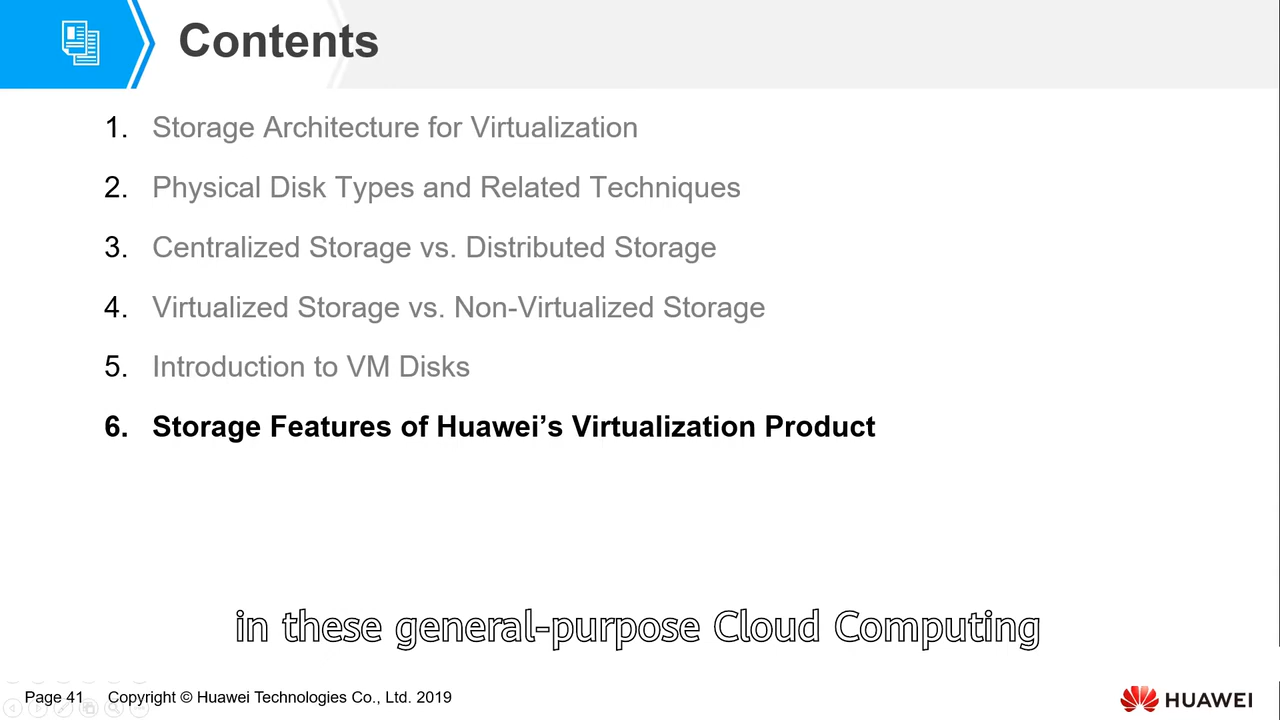 Contents
1. Storage Architecture for Virtualization
2. Physical Disk Types and Related Techniques
3. Centralized Storage vs. Distributed Storage
4. Virtualized Storage vs. Non-Virtualized Storage
5. Introduction to VM Disks
6. Storage Features of Huawei’s Virtualization Product
in these general-purpose Cloud Computing
Page 41 Copyright © Huawei Technologies Co., Ltd. 2019
HUAWEI